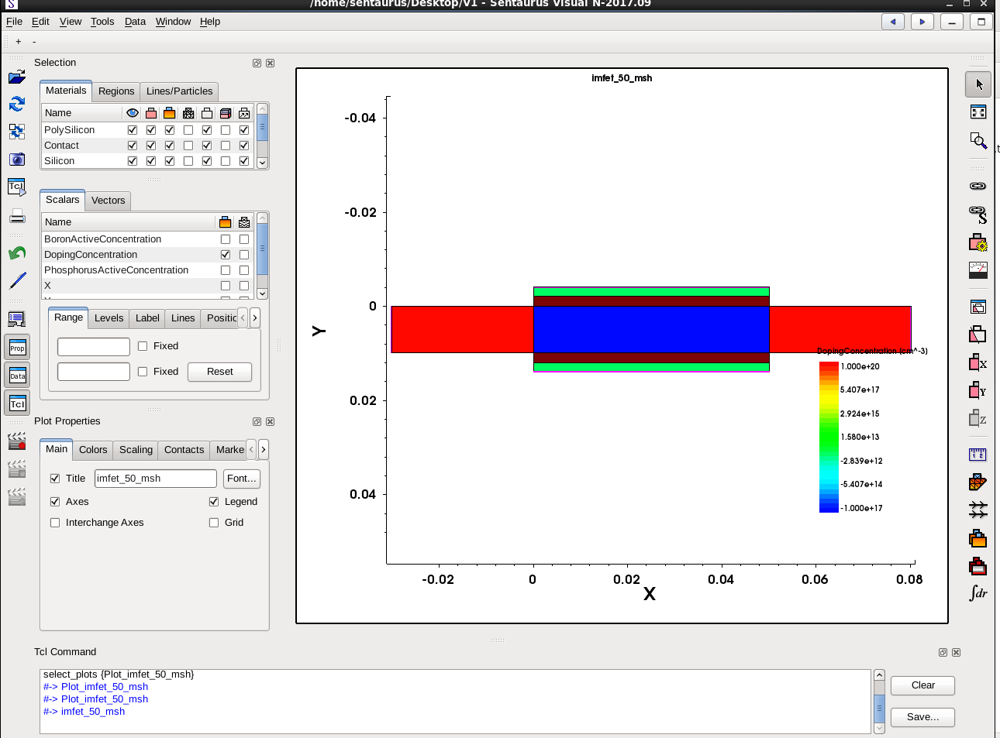 /home/sentaurus/Desktop/V1 - Sentaurus Visual N-2017.09
File Edit View Tools Data Window Help
+ -
Selection
Materials Regions Lines/Particles
Name
PolySilicon
Contact
Silicon
Scalars Vectors
Name
BoronActiveConcentration
DopingConcentration
PhosphorusActiveConcentration
X
Range Levels Label Lines Positic
Fixed
Fixed Reset
Plot Properties
Main Colors Scaling Contacts Marke
Title imfet_50_msh Font...
Axes Legend
Interchange Axes Grid
Tcl
Prop
Data
Tcl
imfet_50_msh
-0.04
-0.02
0
0.02
0.04
Y
-0.02 0 0.02 0.04 0.06 0.08
X
DopingConcentration (cm^-3)
1.000e+20
5.407e+17
2.924e+15
1.580e+13
-2.839e+12
-5.407e+14
-1.000e+17
S
X
Y
Z
1 2
∫dr
Tcl Command
select_plots {Plot_imfet_50_msh}
#-> Plot_imfet_50_msh
#-> Plot_imfet_50_msh
#-> imfet_50_msh
Clear
Save...